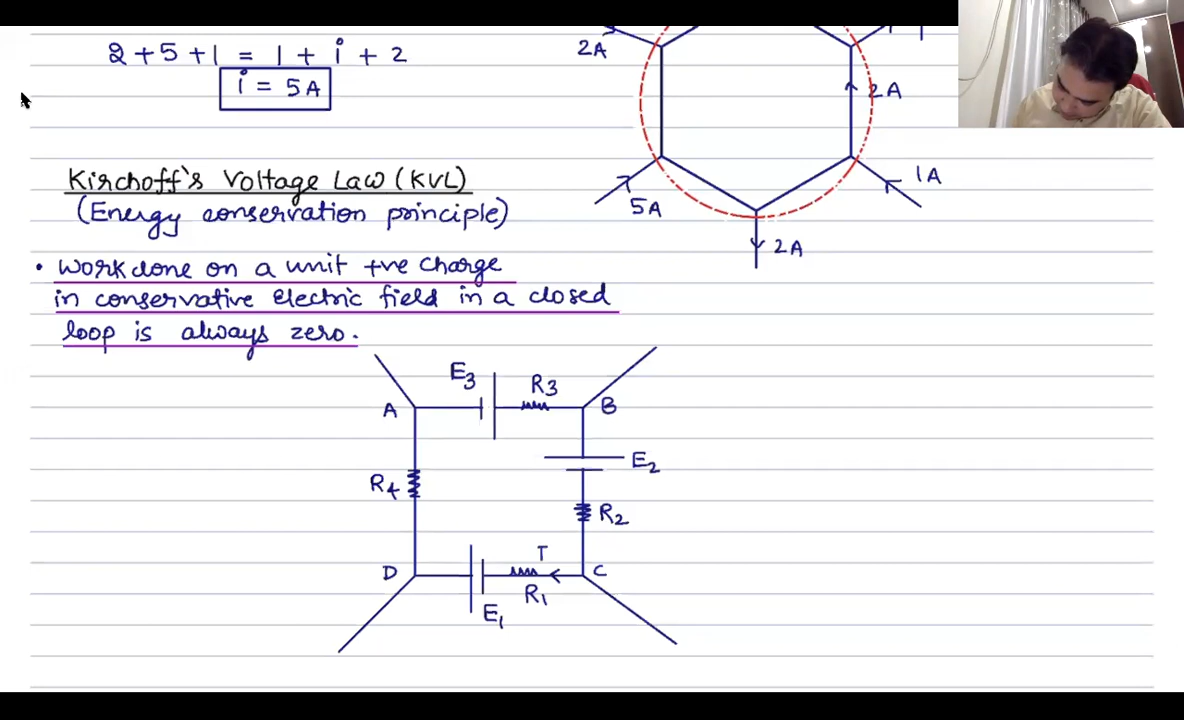 2 + 5 + 1 = 1 + i + 2
i = 5A
2A
2A
1A
5A
2A
Kirchoff's Voltage Law (KVL)
(Energy conservation principle)
• Work done on a unit +ve charge
in conservative electric field in a closed
loop is always zero.
E3
R3
A
B
E2
R4
R2
D
I
C
R1
E1